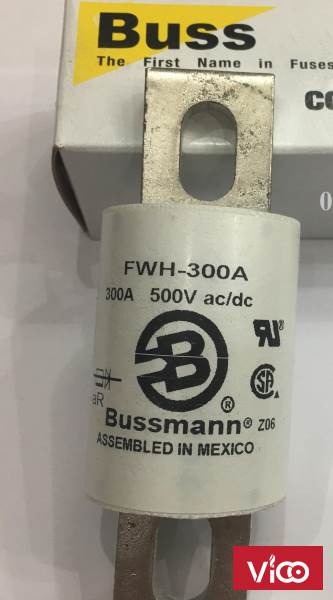 Buss
The First Name in Fuses
FWH-300A
300A 500V ac/dc
B
aR
Bussmann® Z06
ASSEMBLED IN MEXICO
Vico